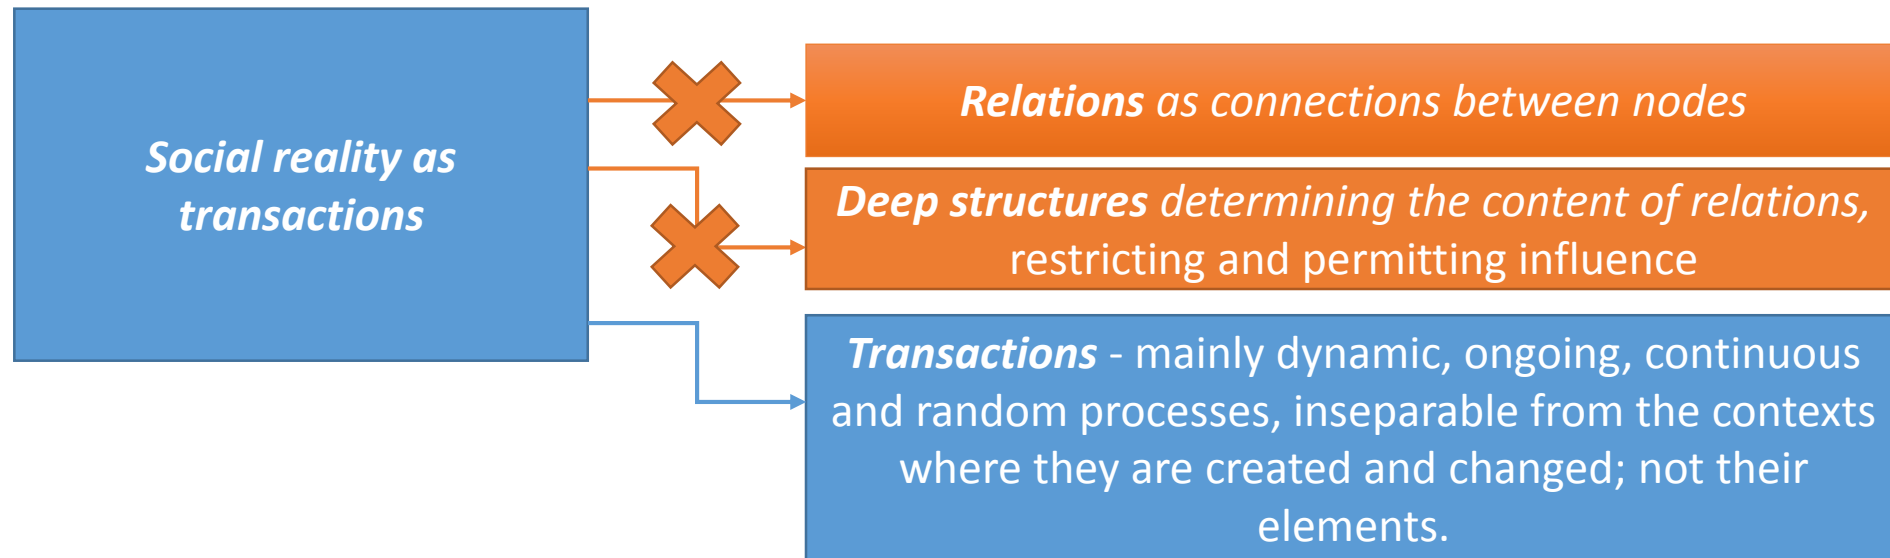 Social reality as
transactions
Relations as connections between nodes
Deep structures determining the content of relations,
restricting and permitting influence
Transactions - mainly dynamic, ongoing, continuous
and random processes, inseparable from the contexts
where they are created and changed; not their
elements.